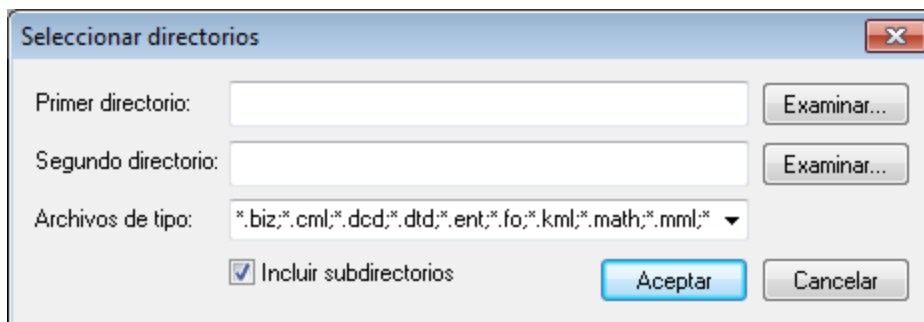 Seleccionar directorios
Primer directorio: Examinar...
Segundo directorio: Examinar...
Archivos de tipo: *.biz;*.cml;*.dcd;*.dtd;*.ent;*.fo;*.kml;*.math;*.mml;*
Incluir subdirectorios Aceptar Cancelar